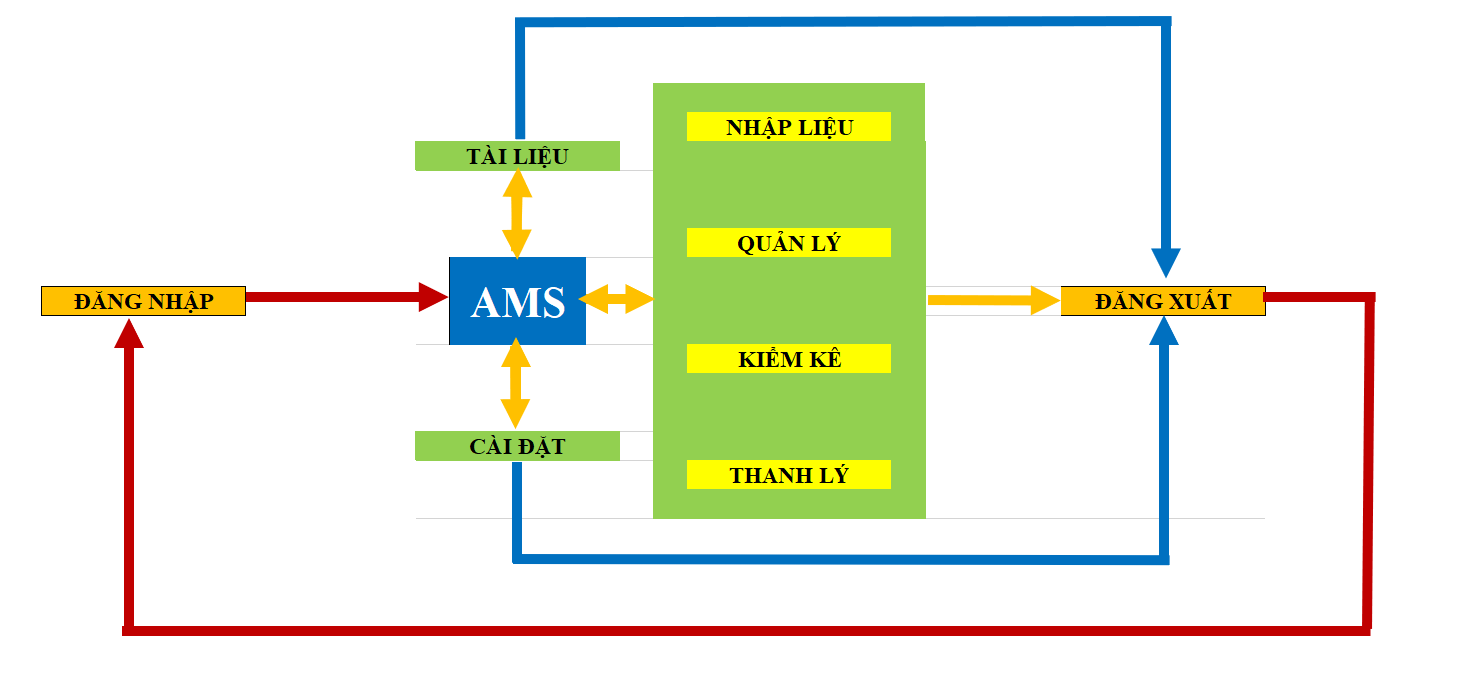 NHẬP LIỆU
TÀI LIỆU
QUẢN LÝ
ĐĂNG NHẬP
AMS
ĐĂNG XUẤT
KIỂM KÊ
CÀI ĐẶT
THANH LÝ